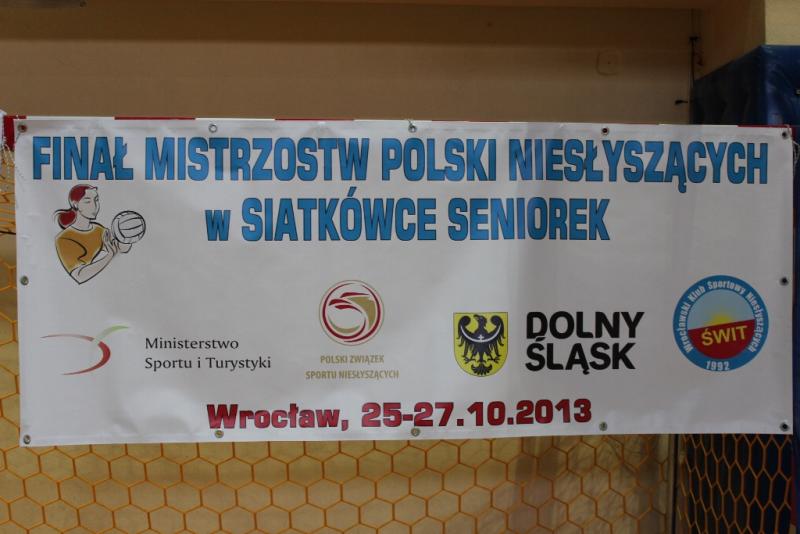 FINAŁ MISTRZOSTW POLSKI NIESŁYSZĄCYCH
w SIATKÓWCE SENIOREK
Ministerstwo
Sportu i Turystyki
POLSKI ZWIĄZEK
SPORTU NIESŁYSZĄCYCH
DOLNY
ŚLĄSK
Wrocławski Klub Sportowy Niesłyszących
ŚWIT
1992
Wrocław, 25-27.10.2013